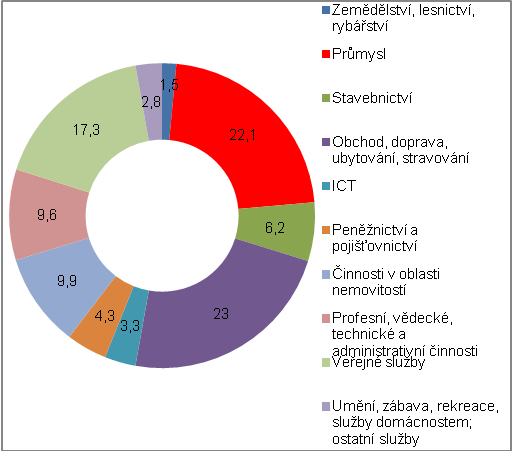 Zemědělství, lesnictví,
rybářství
Průmysl
Stavebnictví
Obchod, doprava,
ubytování, stravování
ICT
Peněžnictví a
pojišťovnictví
Činnosti v oblasti
nemovitostí
Profesní, vědecké,
technické a
administrativní činnosti
Veřejné služby
Umění, zábava, rekreace,
služby domácnostem;
ostatní služby
1,5
22,1
6,2
23
3,3
4,3
9,9
9,6
17,3
2,8